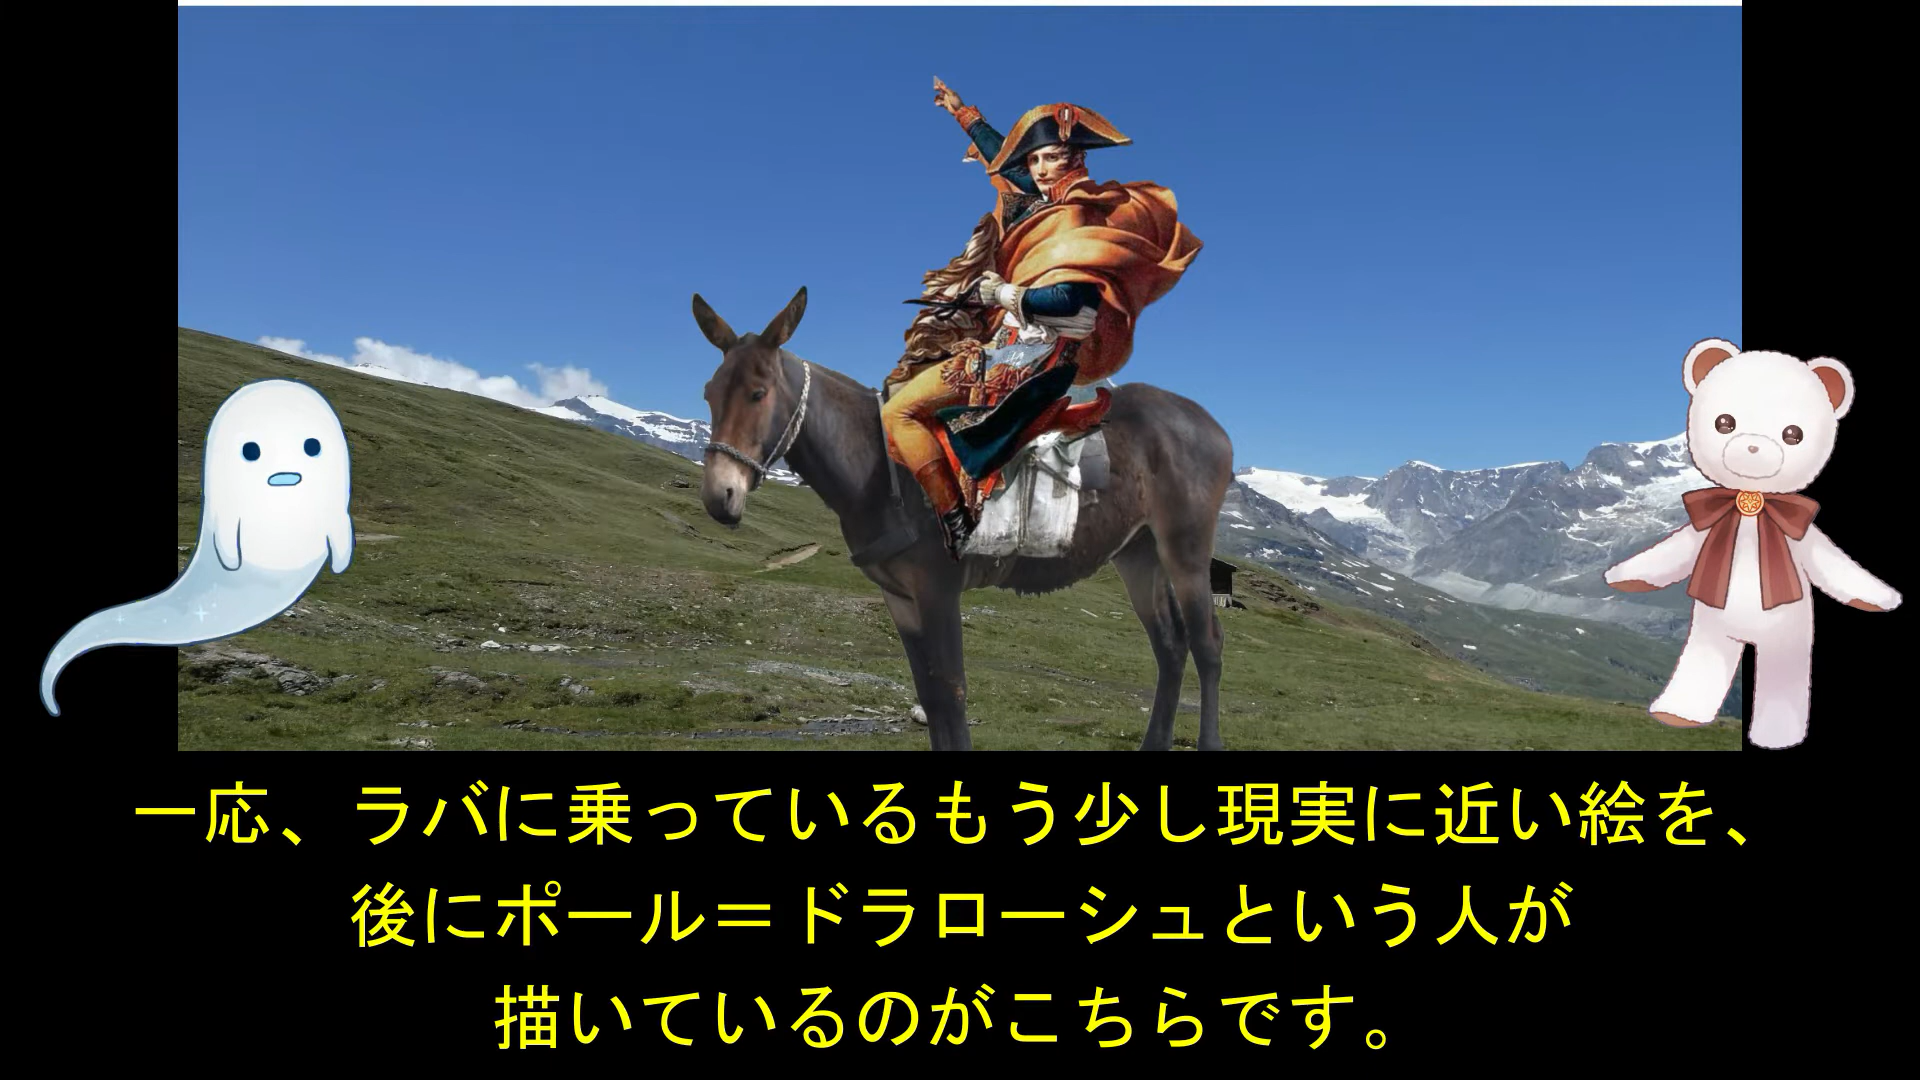 一応、ラバに乗っているもう少し現実に近い絵を、
後にポール＝ドラローシュという人が
描いているのがこちらです。